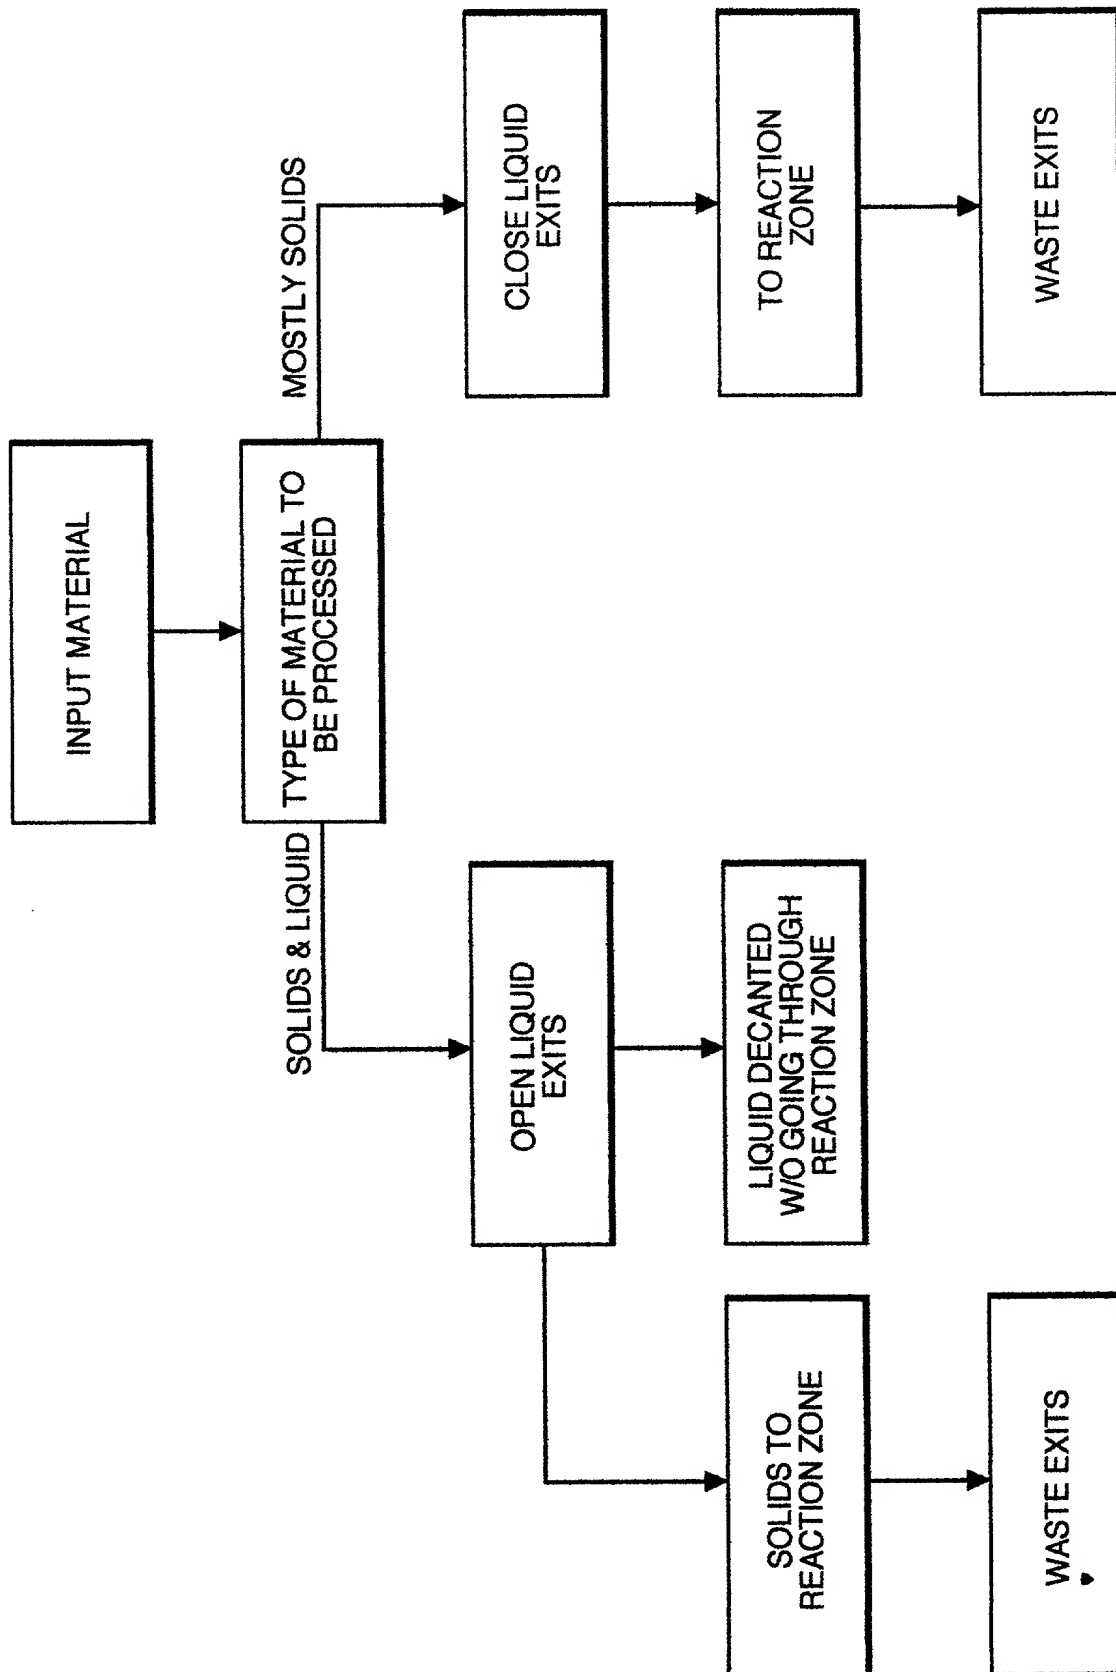 INPUT MATERIAL
SOLIDS & LIQUID
TYPE OF MATERIAL TO
BE PROCESSED
MOSTLY SOLIDS
OPEN LIQUID
EXITS
CLOSE LIQUID
EXITS
SOLIDS TO
REACTION ZONE
LIQUID DECANTED
W/O GOING THROUGH
REACTION ZONE
TO REACTION
ZONE
WASTE EXITS
WASTE EXITS